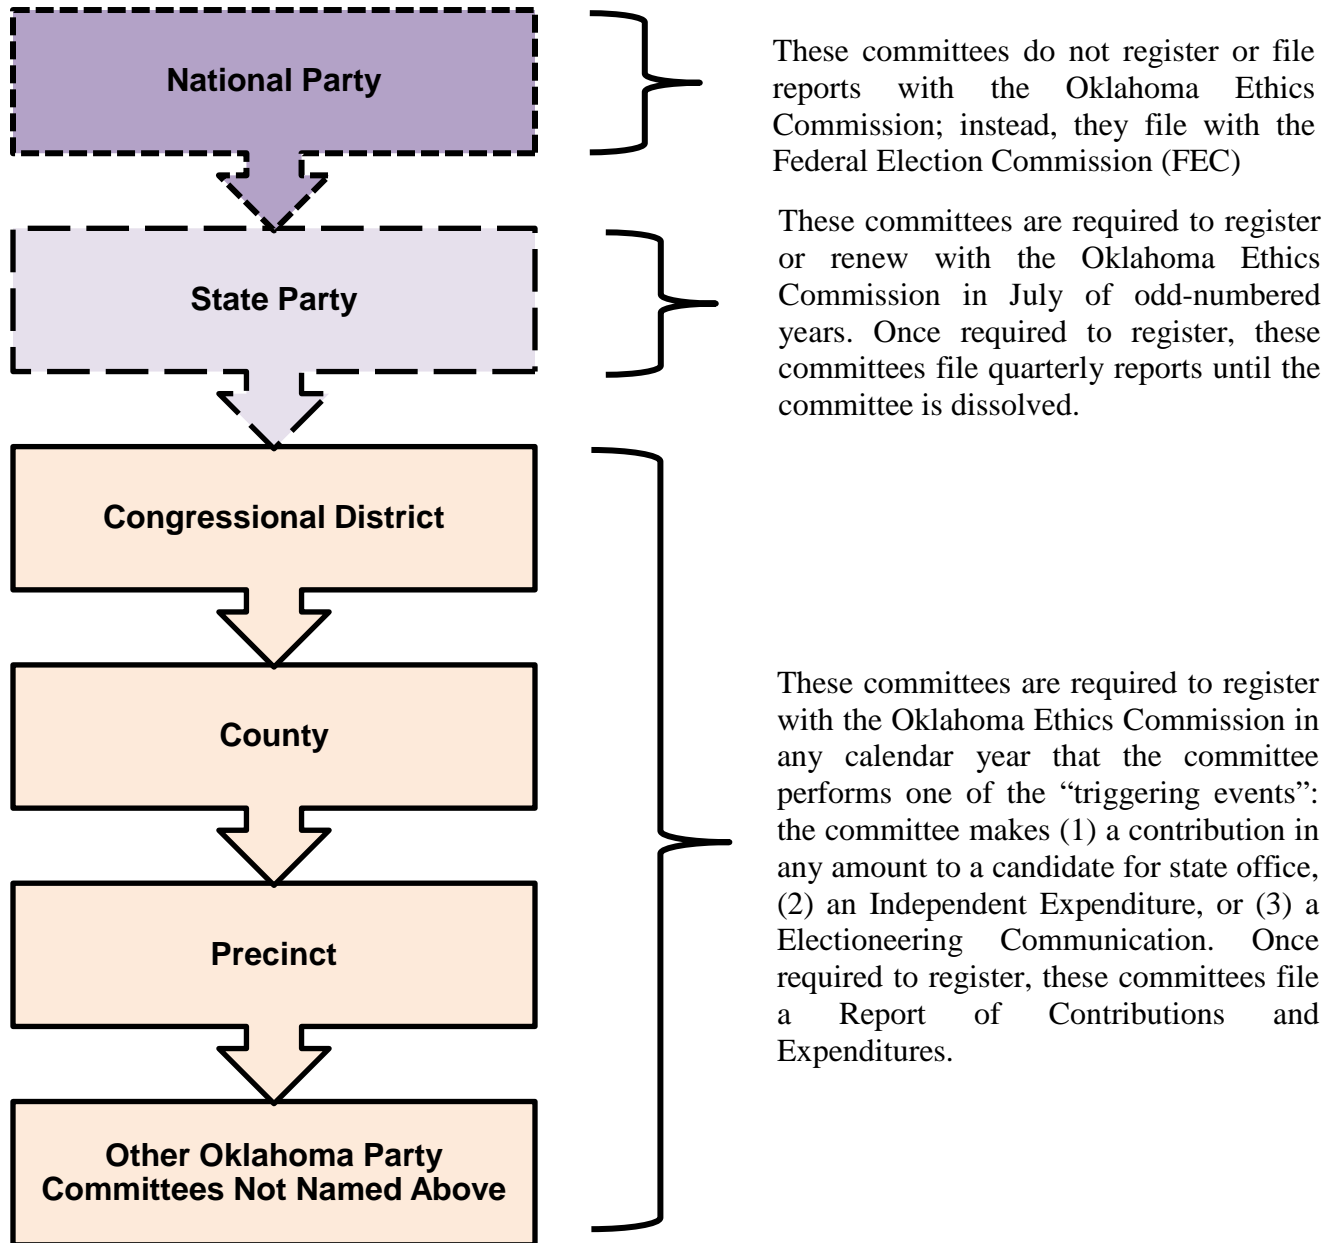 National Party
These committees do not register or file
reports with the Oklahoma Ethics
Commission; instead, they file with the
Federal Election Commission (FEC)
State Party
These committees are required to register
or renew with the Oklahoma Ethics
Commission in July of odd-numbered
years. Once required to register, these
committees file quarterly reports until the
committee is dissolved.
Congressional District
County
Precinct
Other Oklahoma Party
Committees Not Named Above
These committees are required to register
with the Oklahoma Ethics Commission in
any calendar year that the committee
performs one of the “triggering events”:
the committee makes (1) a contribution in
any amount to a candidate for state office,
(2) an Independent Expenditure, or (3) a
Electioneering Communication. Once
required to register, these committees file
a Report of Contributions and
Expenditures.